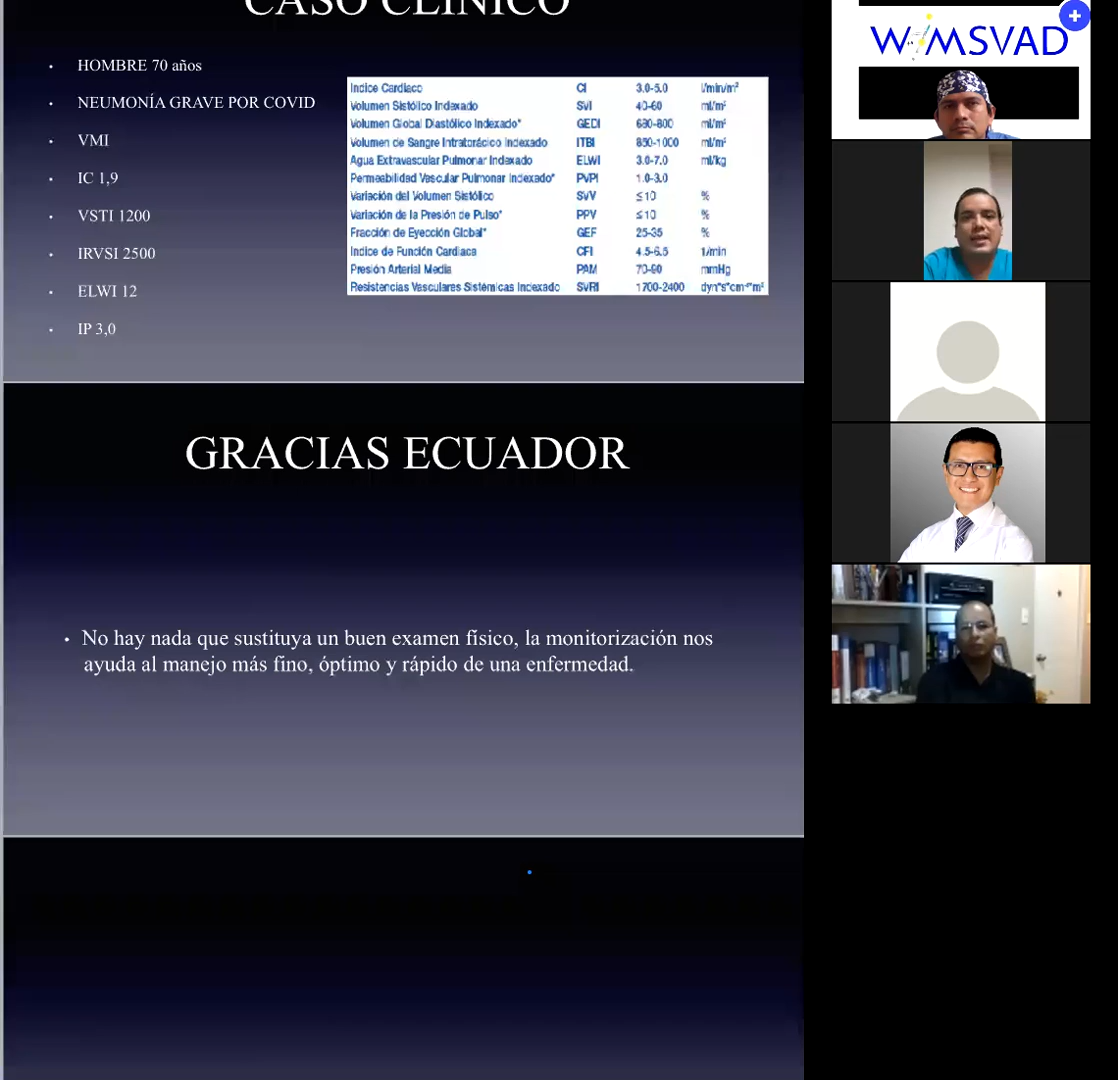 CASO CLÍNICO
• HOMBRE 70 años
• NEUMONÍA GRAVE POR COVID
• VMI
• IC 1,9
• VSTI 1200
• IRVSI 2500
• ELWI 12
• IP 3,0
Indice Cardiaco CI 3.0-5.0 l/min/m²
Volumen Sistólico Indexado SVI 40-60 ml/m²
Volumen Global Diastólico Indexado* GEDI 680-800 ml/m²
Volumen de Sangre Intratorácico Indexado ITBI 850-1000 ml/m²
Agua Extravascular Pulmonar Indexado ELWI 3.0-7.0 ml/kg
Permeabilidad Vascular Pulmonar Indexado* PVPI 1.0-3.0
Variación del Volumen Sistólico SVV ≤10 %
Variación de la Presión de Pulso* PPV ≤10 %
Fracción de Eyección Global* GEF 25-35 %
Indice de Función Cardiaca CFI 4.5-6.5 1/min
Presión Arterial Media PAM 70-90 mmHg
Resistencias Vasculares Sistémicas Indexado SVRI 1700-2400
GRACIAS ECUADOR
• No hay nada que sustituya un buen examen físico, la monitorización nos
ayuda al manejo más fino, óptimo y rápido de una enfermedad.
WIMSVAD